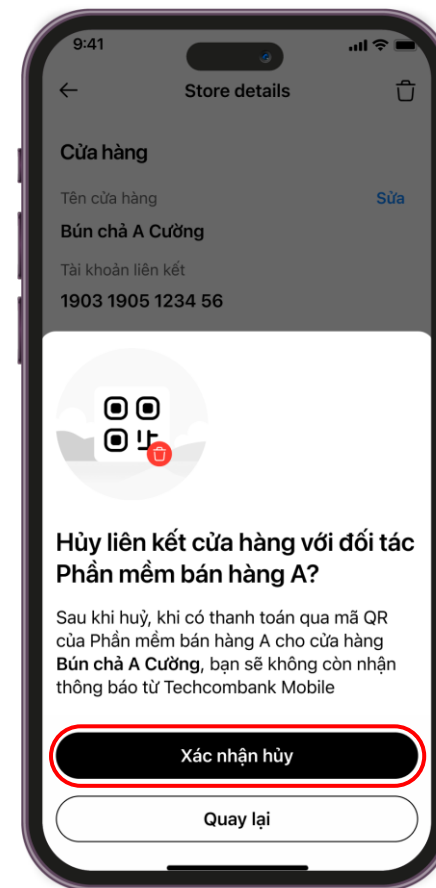 9:41
Store details
Cửa hàng
Tên cửa hàng
Sửa
Bún chả A Cường
Tài khoản liên kết
1903 1905 1234 56
Hủy liên kết cửa hàng với đối tác
Phần mềm bán hàng A?
Sau khi huỷ, khi có thanh toán qua mã QR
của Phần mềm bán hàng A cho cửa hàng
Bún chả A Cường, bạn sẽ không còn nhận
thông báo từ Techcombank Mobile
Xác nhận hủy
Quay lại